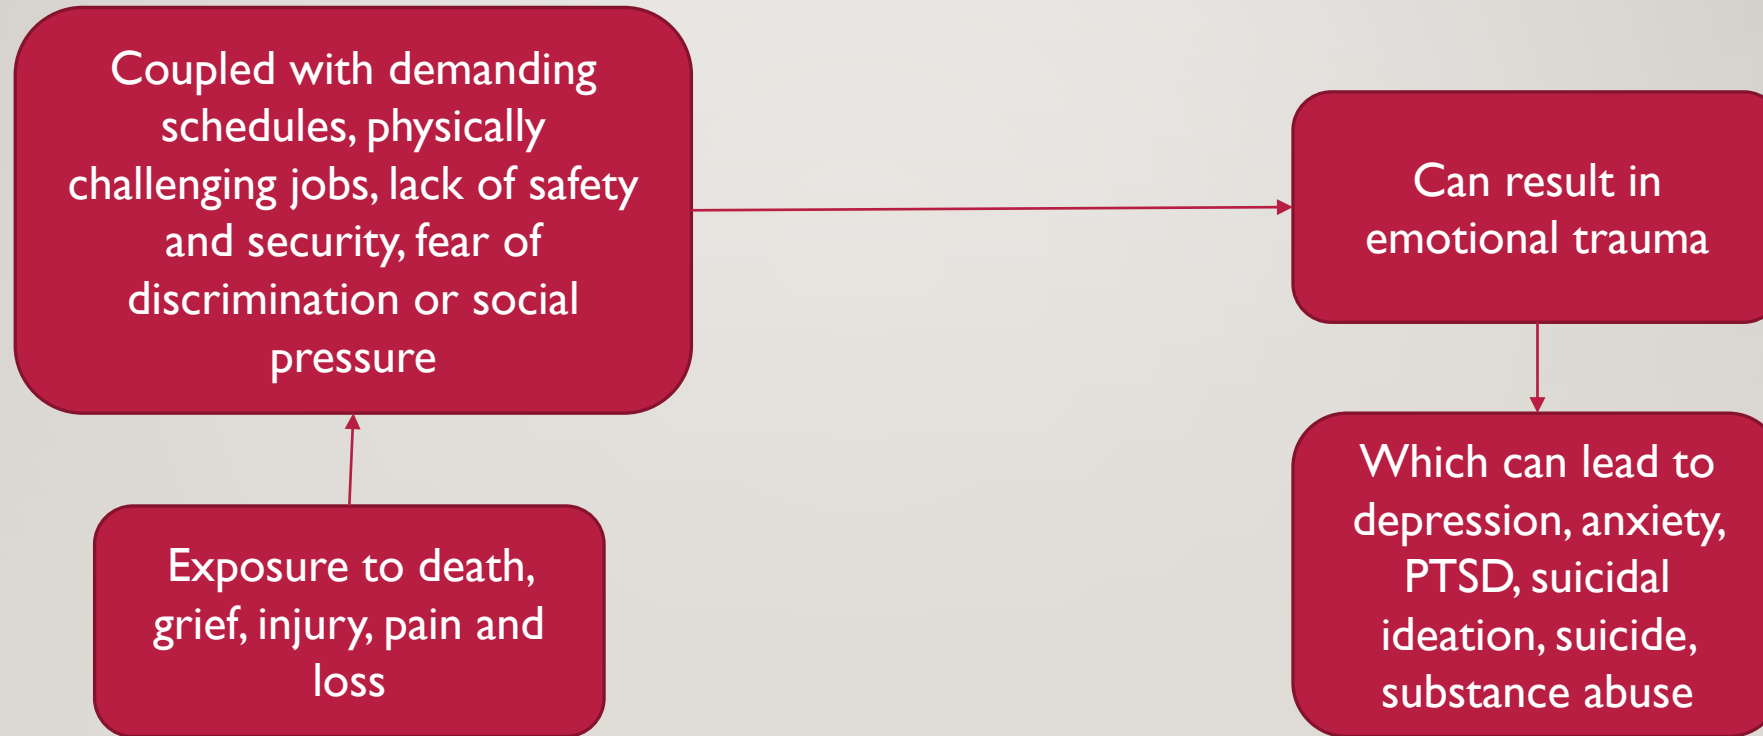 Exposure to death,
grief, injury, pain and
loss
Coupled with demanding
schedules, physically
challenging jobs, lack of safety
and security, fear of
discrimination or social
pressure
Can result in
emotional trauma
Which can lead to
depression, anxiety,
PTSD, suicidal
ideation, suicide,
substance abuse